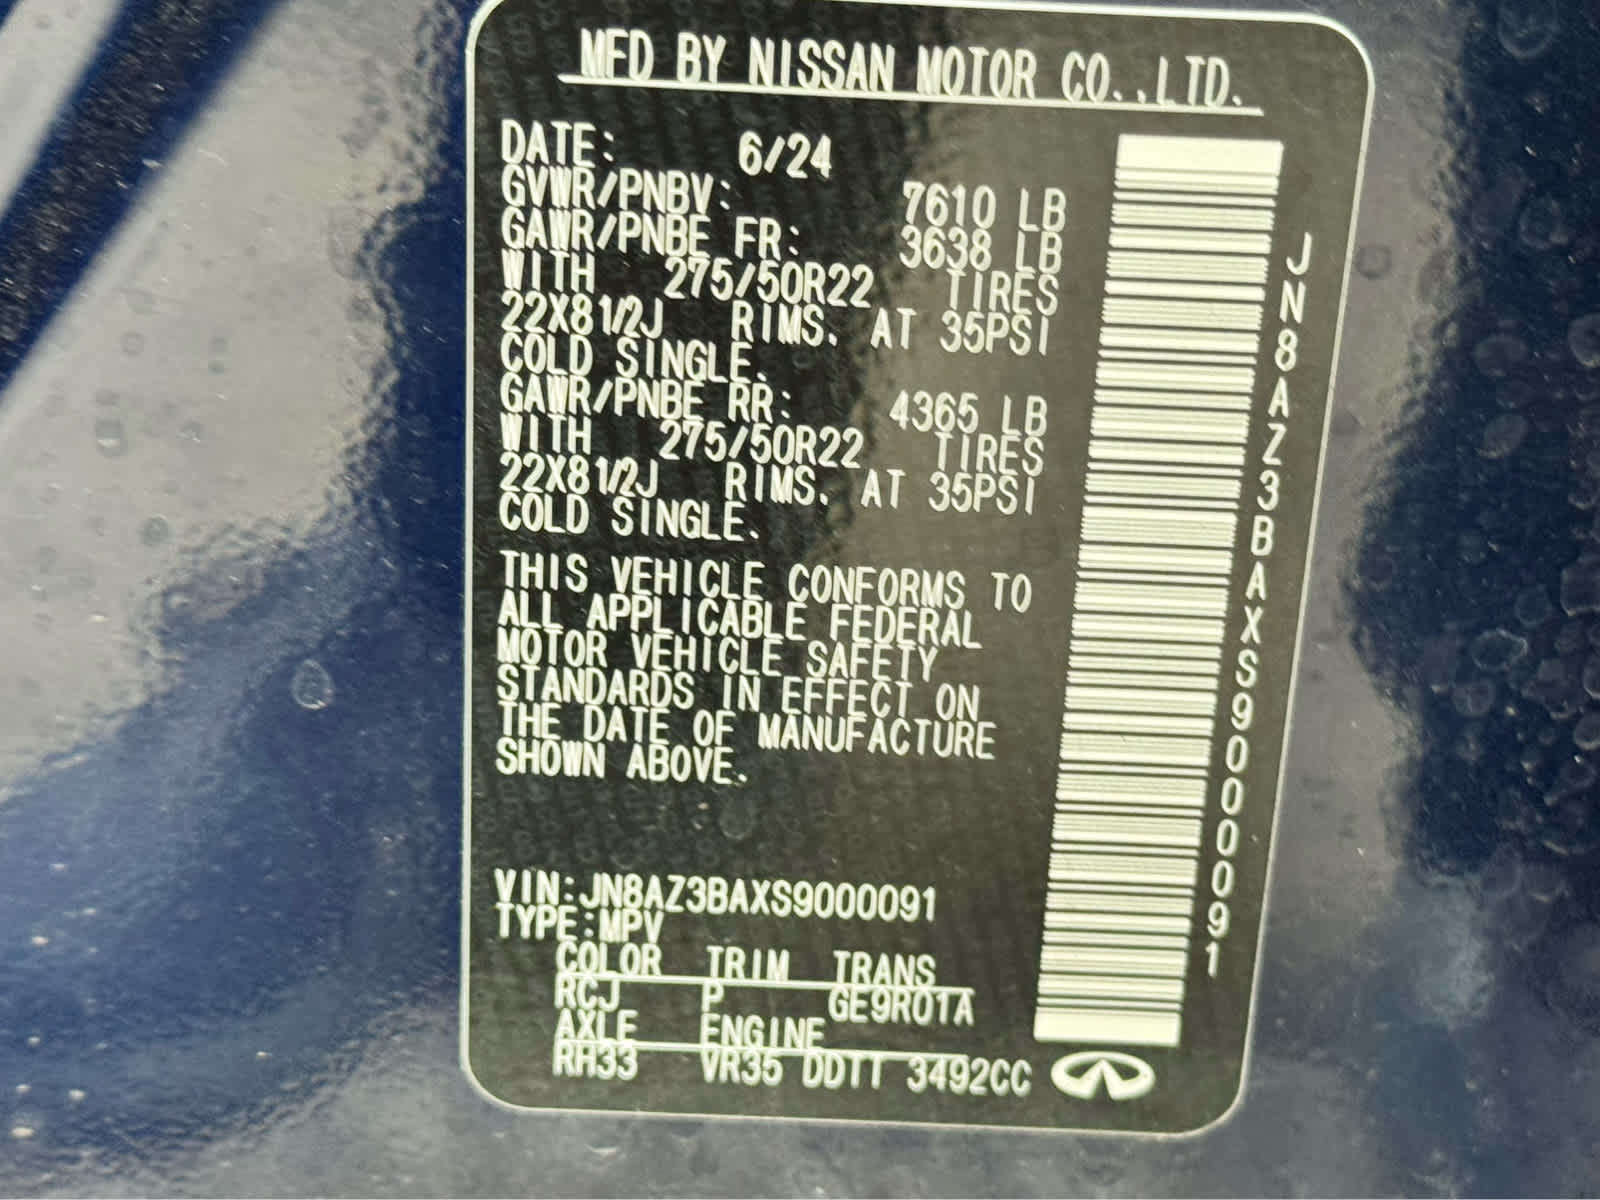 MFD BY NISSAN MOTOR CO.,LTD.
DATE: 6/24
GVWR/PNBV: 7610 LB
GAWR/PNBE FR: 3638 LB
WITH 275/50R22 TIRES
22X8 1/2J RIMS. AT 35PSI
COLD SINGLE.
GAWR/PNBE RR: 4365 LB
WITH 275/50R22 TIRES
22X8 1/2J RIMS. AT 35PSI
COLD SINGLE.
THIS VEHICLE CONFORMS TO
ALL APPLICABLE FEDERAL
MOTOR VEHICLE SAFETY
STANDARDS IN EFFECT ON
THE DATE OF MANUFACTURE
SHOWN ABOVE.
VIN:JN8AZ3BAXS9000091
TYPE:MPV
COLOR TRIM TRANS
RCJ P GE9R01A
AXLE ENGINE
RH33 VR35 DDTT 3492CC
JN8AZ3BAXS9000091